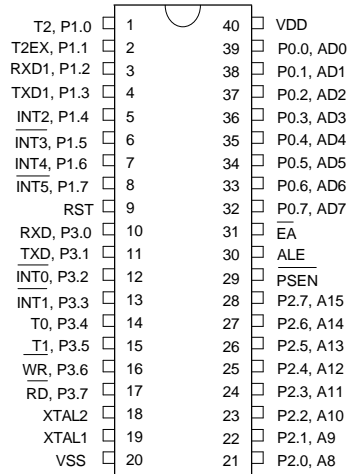 T2, P1.0 1 40 VDD
T2EX, P1.1 2 39 P0.0, AD0
RXD1, P1.2 3 38 P0.1, AD1
TXD1, P1.3 4 37 P0.2, AD2
INT2, P1.4 5 36 P0.3, AD3
INT3, P1.5 6 35 P0.4, AD4
INT4, P1.6 7 34 P0.5, AD5
INT5, P1.7 8 33 P0.6, AD6
RST 9 32 P0.7, AD7
RXD, P3.0 10 31 EA
TXD, P3.1 11 30 ALE
INT0, P3.2 12 29 PSEN
INT1, P3.3 13 28 P2.7, A15
T0, P3.4 14 27 P2.6, A14
T1, P3.5 15 26 P2.5, A13
WR, P3.6 16 25 P2.4, A12
RD, P3.7 17 24 P2.3, A11
XTAL2 18 23 P2.2, A10
XTAL1 19 22 P2.1, A9
VSS 20 21 P2.0, A8